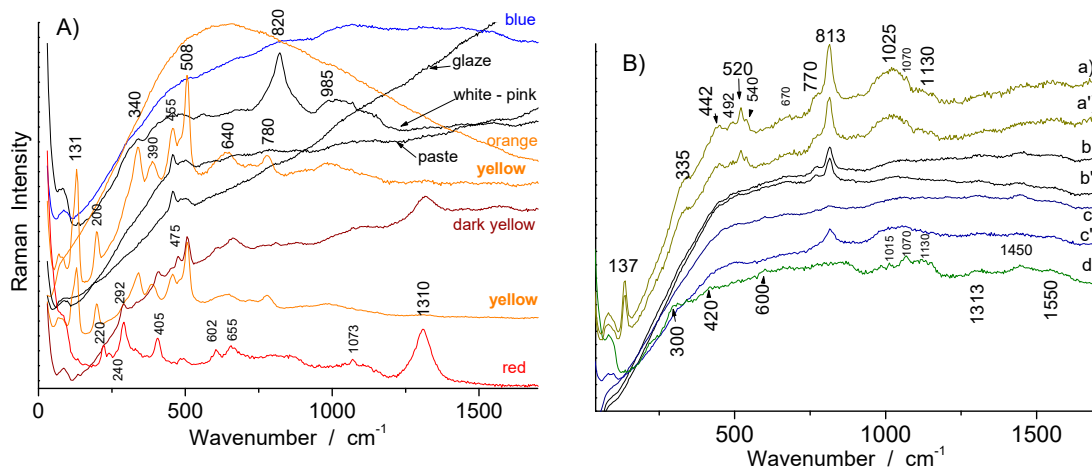 A)
blue
820
508
glaze
340
455
985
white - pink
131
390
640
780
orange
paste
200
yellow
475
dark yellow
292
1310
yellow
220
405
602
655
1073
240
red
0
500
1000
1500
Wavenumber / cm-1
Raman Intensity
B)
813
1025
1070
1130
a)
770
520
540
670
442
492
a'
335
b
b'
c
c'
137
1015
1070
1130
1450
d
300
420
600
1313
1550
500
1000
1500
Wavenumber / cm-1